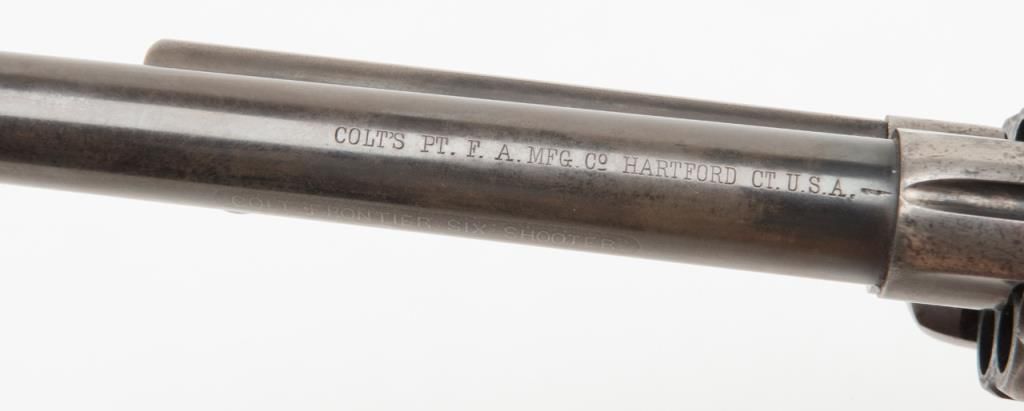 COLT'S PT. F. A. MFG. Cº HARTFORD CT. U.S.A.
COLT'S FRONTIER SIX SHOOTER